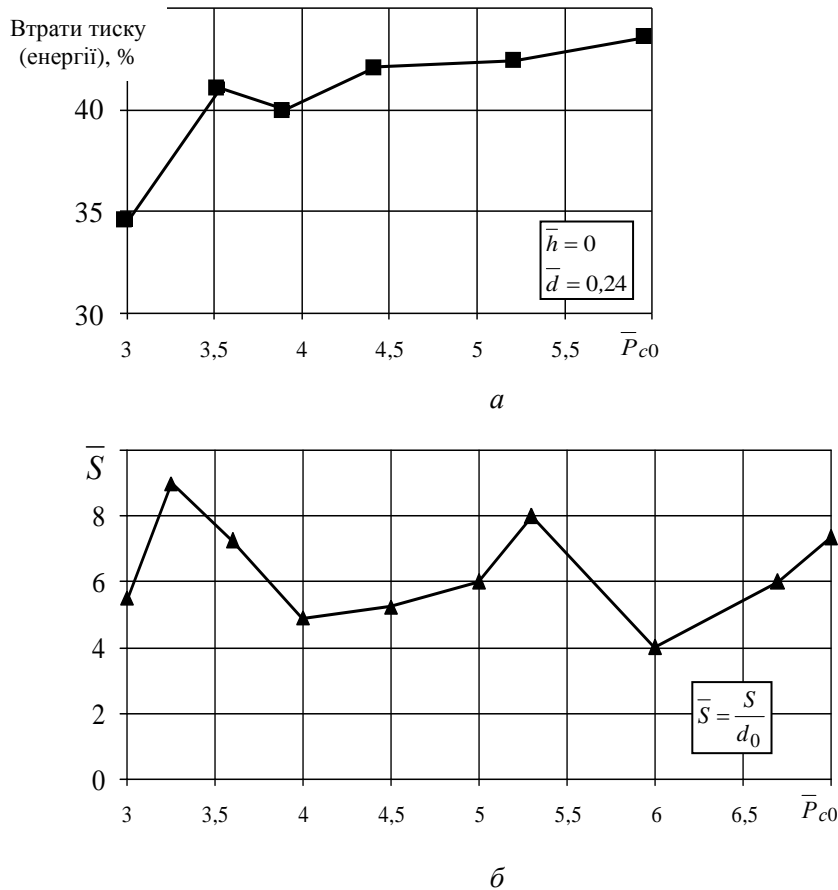 Втрати тиску
(енергії), %
40
35
30
h̅ = 0
d̅ = 0,24
3 3,5 4 4,5 5 5,5 P̅c0
а
S̅
8
6
4
2
0
S̅ = S/d0
3 3,5 4 4,5 5 5,5 6 6,5 P̅c0
б